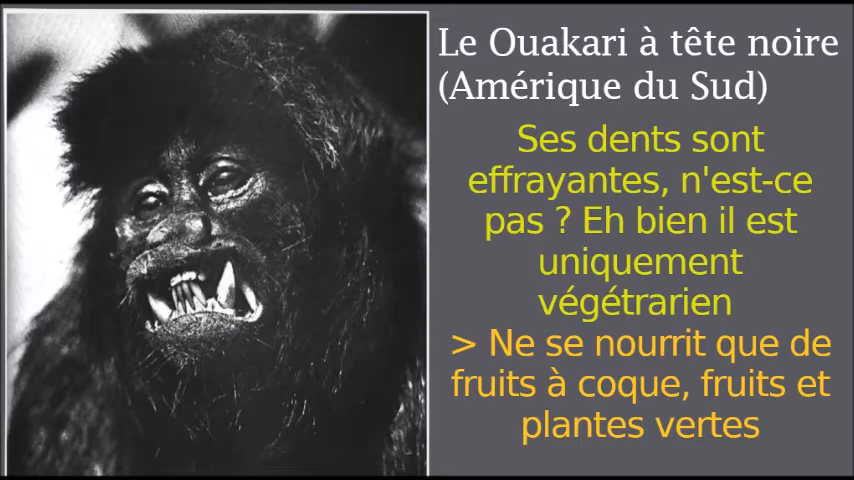 Le Ouakari à tête noire
(Amérique du Sud)
Ses dents sont
effrayantes, n'est-ce
pas ? Eh bien il est
uniquement
végétrarien
> Ne se nourrit que de
fruits à coque, fruits et
plantes vertes